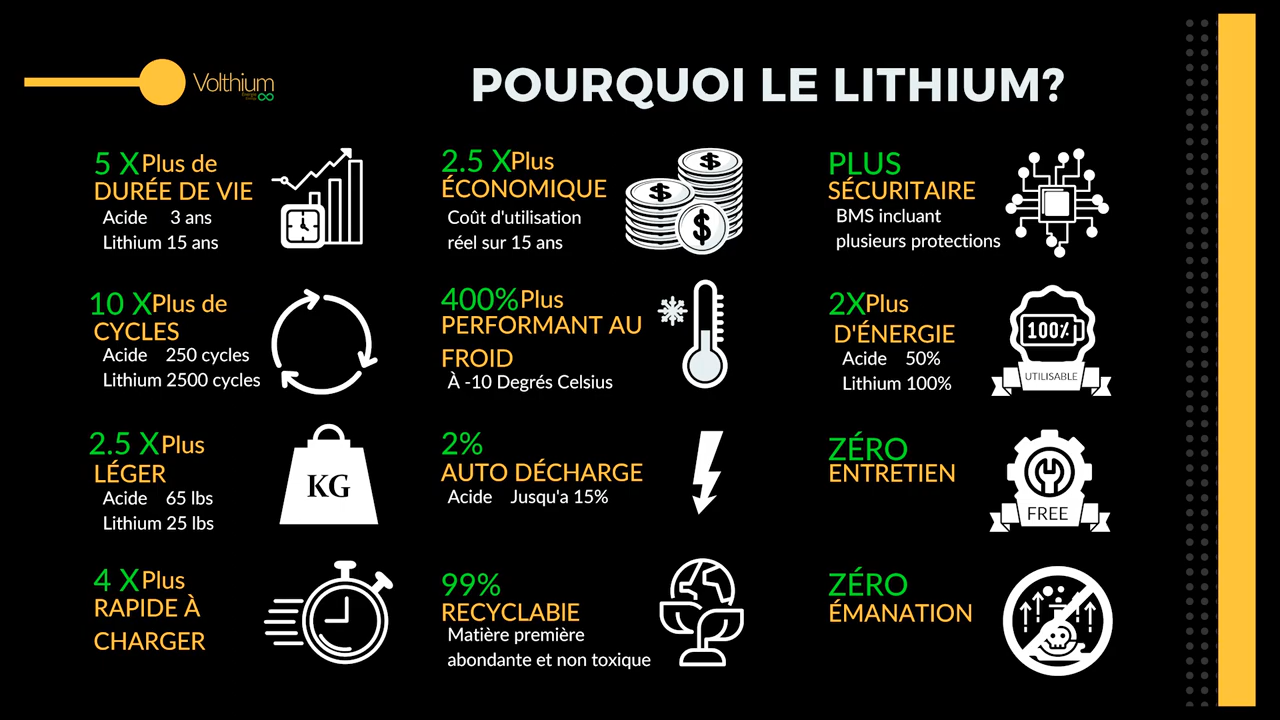 Volthium
POURQUOI LE LITHIUM?
5 X Plus de
DURÉE DE VIE
Acide 3 ans
Lithium 15 ans
2.5 X Plus
ÉCONOMIQUE
Coût d'utilisation
réel sur 15 ans
PLUS
SÉCURITAIRE
BMS incluant
plusieurs protections
10 X Plus de
CYCLES
Acide 250 cycles
Lithium 2500 cycles
400% Plus
PERFORMANT AU
FROID
À -10 Degrés Celsius
2X Plus
D'ÉNERGIE
Acide 50%
Lithium 100%
100%
UTILISABLE
2.5 X Plus
LÉGER
Acide 65 lbs
Lithium 25 lbs
KG
2%
AUTO DÉCHARGE
Acide Jusqu'a 15%
ZÉRO
ENTRETIEN
FREE
4 X Plus
RAPIDE À
CHARGER
99%
RECYCLABIE
Matière première
abondante et non toxique
ZÉRO
ÉMANATION